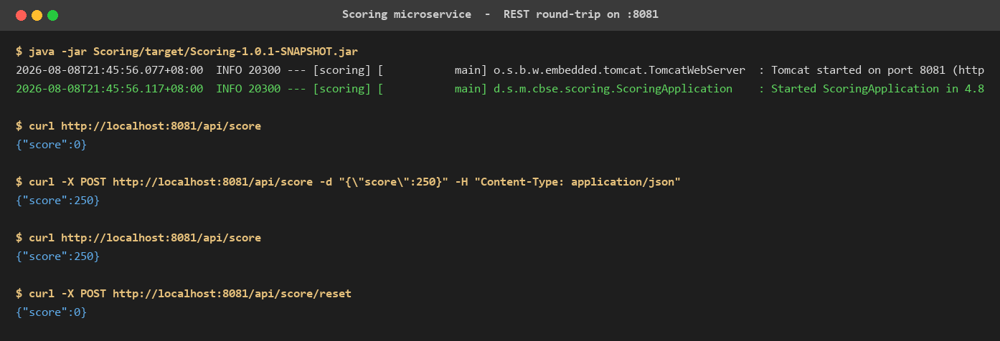 Scoring microservice  -  REST round-trip on :8081
$ java -jar Scoring/target/Scoring-1.0.1-SNAPSHOT.jar
2026-08-08T21:45:56.077+08:00  INFO 20300 --- [scoring] [           main] o.s.b.w.embedded.tomcat.TomcatWebServer  : Tomcat started on port 8081 (http
2026-08-08T21:45:56.117+08:00  INFO 20300 --- [scoring] [           main] d.s.m.cbse.scoring.ScoringApplication    : Started ScoringApplication in 4.8
$ curl http://localhost:8081/api/score
{"score":0}
$ curl -X POST http://localhost:8081/api/score -d "{\"score\":250}" -H "Content-Type: application/json"
{"score":250}
$ curl http://localhost:8081/api/score
{"score":250}
$ curl -X POST http://localhost:8081/api/score/reset
{"score":0}